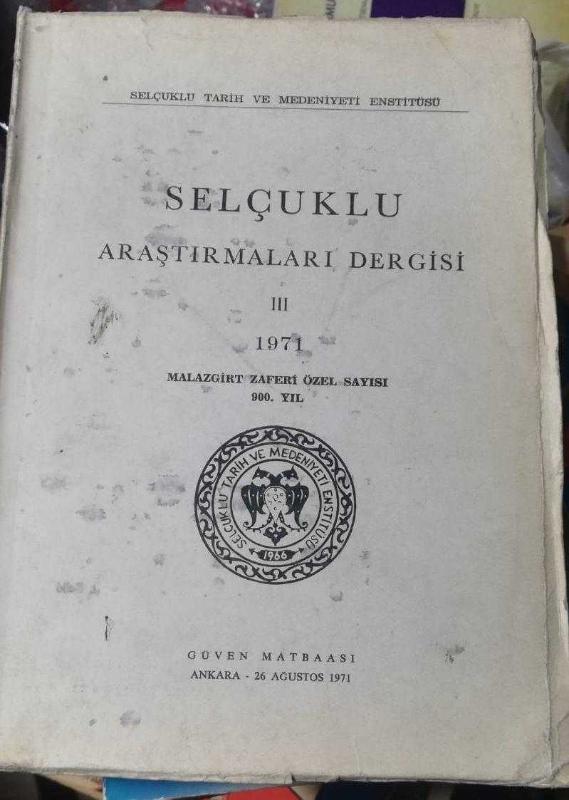 SELÇUKLU TARİH VE MEDENİYETİ ENSTİTÜSÜ
SELÇUKLU
ARAŞTIRMALARI DERGİSİ
III
1971
MALAZGİRT ZAFERİ ÖZEL SAYISI
900. YIL
SELÇUKLU TARİH VE MEDENİYETİ ENSTİTÜSÜ
1966
GÜVEN MATBAASI
ANKARA - 26 AĞUSTOS 1971